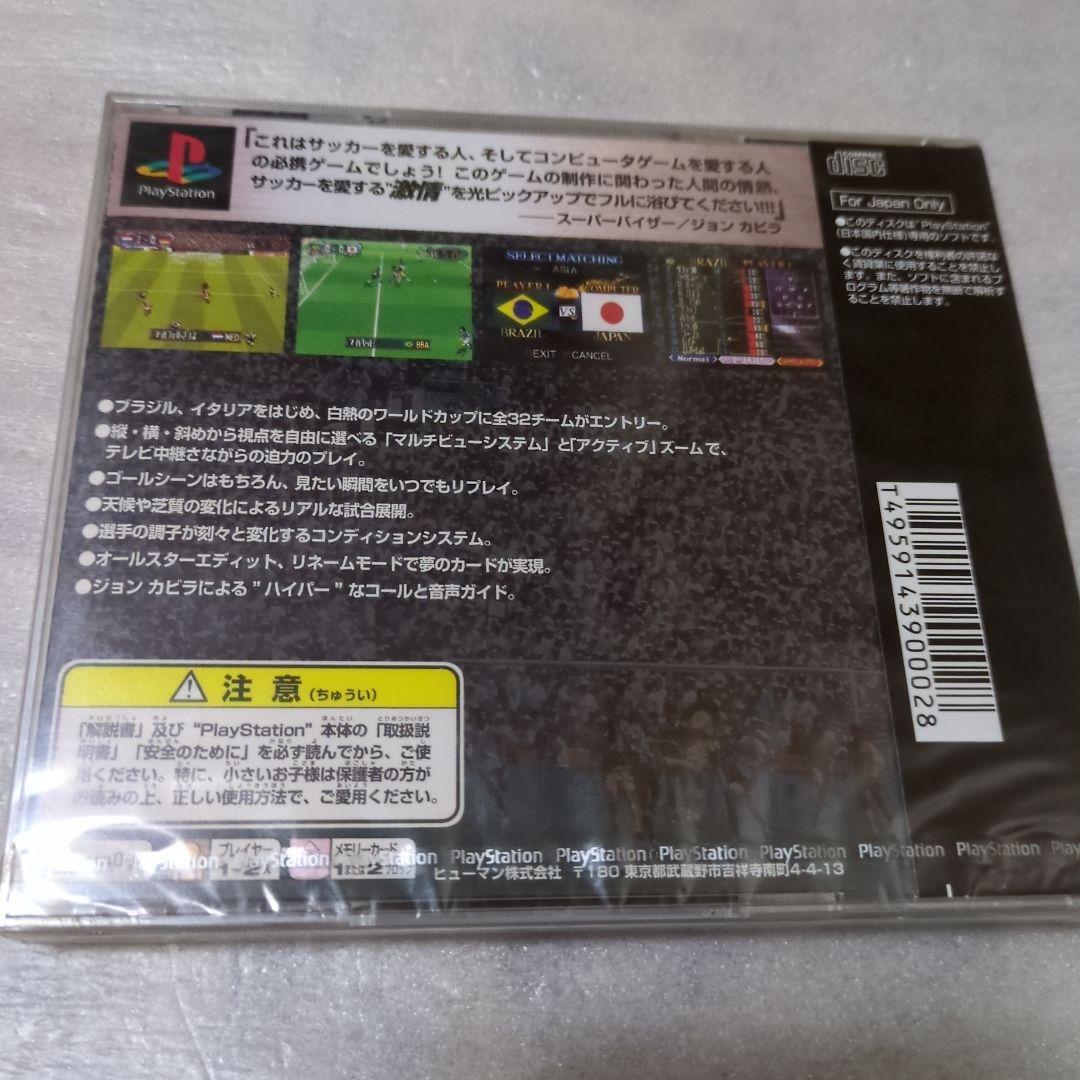 PlayStation
「これはサッカーを愛する人、そしてコンピュータゲームを愛する人
の必携ゲームでしょう! このゲームの制作に関わった人間の情熱、
サッカーを愛する"激情"を光ピックアップでフルに浴びてください!!!」
──スーパーバイザー/ジョン カビラ
COMPACT
disc
For Japan Only
●このディスクは"PlayStation"
(日本国内仕様)専用のソフトです。
●このディスクを権利者の許諾な
く賃貸業に使用することを禁止し
ます。また、ソフトに含まれるプ
ログラム等著作物を無断で解析す
ることを禁止します。
NED
BRA
SELECT MATCHING
ASIA
PLAYER 1
COMPUTER
VS
BRAZIL
JAPAN
EXIT
CANCEL
PLAYER 1
Normal
●ブラジル、イタリアをはじめ、白熱のワールドカップに全32チームがエントリー。
●縦・横・斜めから視点を自由に選べる「マルチビューシステム」と「アクティブ」ズームで、
テレビ中継さながらの迫力のプレイ。
●ゴールシーンはもちろん、見たい瞬間をいつでもリプレイ。
●天候や芝質の変化によるリアルな試合展開。
●選手の調子が刻々と変化するコンディションシステム。
●オールスターエディット、リネームモードで夢のカードが実現。
●ジョン カビラによる"ハイパー"なコールと音声ガイド。
T4959143900028
注意(ちゅうい)
「解説書」及び"PlayStation"本体の「取扱説
明書」「安全のために」を必ず読んでから、ご使
用ください。特に、小さいお子様は保護者の方が
お読みの上、正しい使用方法で、ご愛用ください。
プレイヤー
1~2人
メモリーカード
1または2ブロック
PlayStation PlayStation PlayStation PlayStation PlayStation PlayStation PlayStation
ヒューマン株式会社 〒180 東京都武蔵野市吉祥寺南町4-4-13